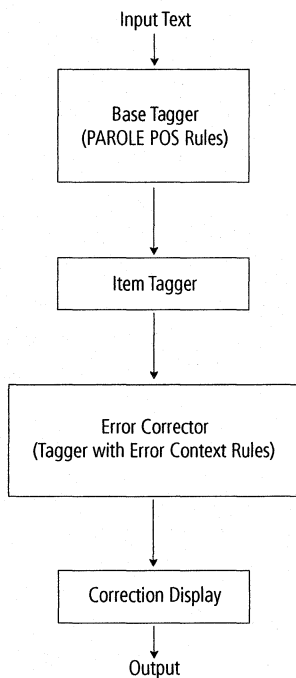 Input Text
Base Tagger
(PAROLE POS Rules)
Item Tagger
Error Corrector
(Tagger with Error Context Rules)
Correction Display
Output